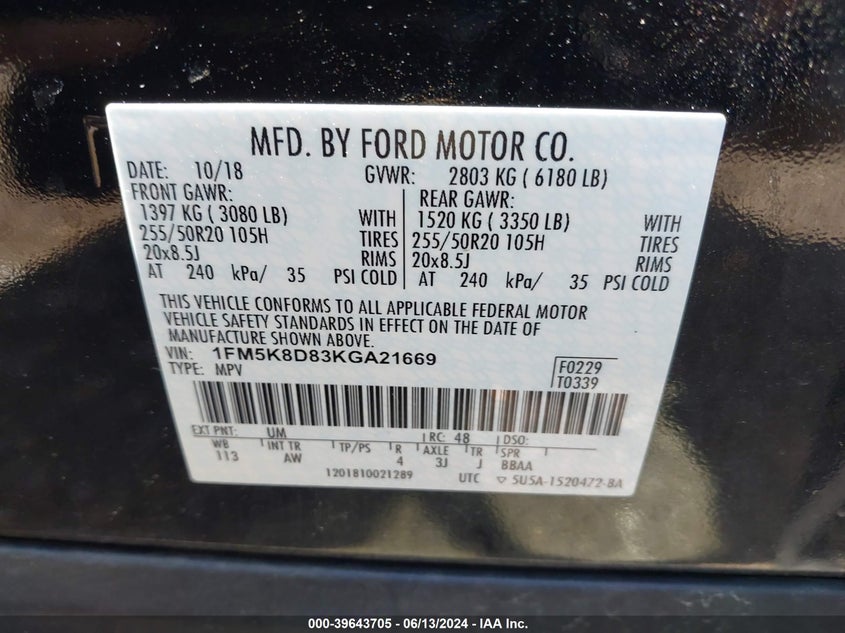 MFD. BY FORD MOTOR CO.
DATE: 10/18 GVWR: 2803 KG ( 6180 LB)
FRONT GAWR: REAR GAWR:
1397 KG ( 3080 LB) WITH 1520 KG ( 3350 LB) WITH
255/50R20 105H TIRES 255/50R20 105H TIRES
20x8.5J RIMS 20x8.5J RIMS
AT 240 kPa/ 35 PSI COLD AT 240 kPa/ 35 PSI COLD
THIS VEHICLE CONFORMS TO ALL APPLICABLE FEDERAL MOTOR
VEHICLE SAFETY STANDARDS IN EFFECT ON THE DATE OF
MANUFACTURE SHOWN ABOVE.
VIN: 1FM5K8D83KGA21669 F0229
TYPE: MPV T0339
EXT PNT: UM RC: 48 DSO:
WB INT TR TP/PS R AXLE TR SPR
113 AW 4 3J J BBAA
1201810021289 UTC ▽ 5U5A-1520472-BA
000-39643705 - 06/13/2024 - IAA Inc.